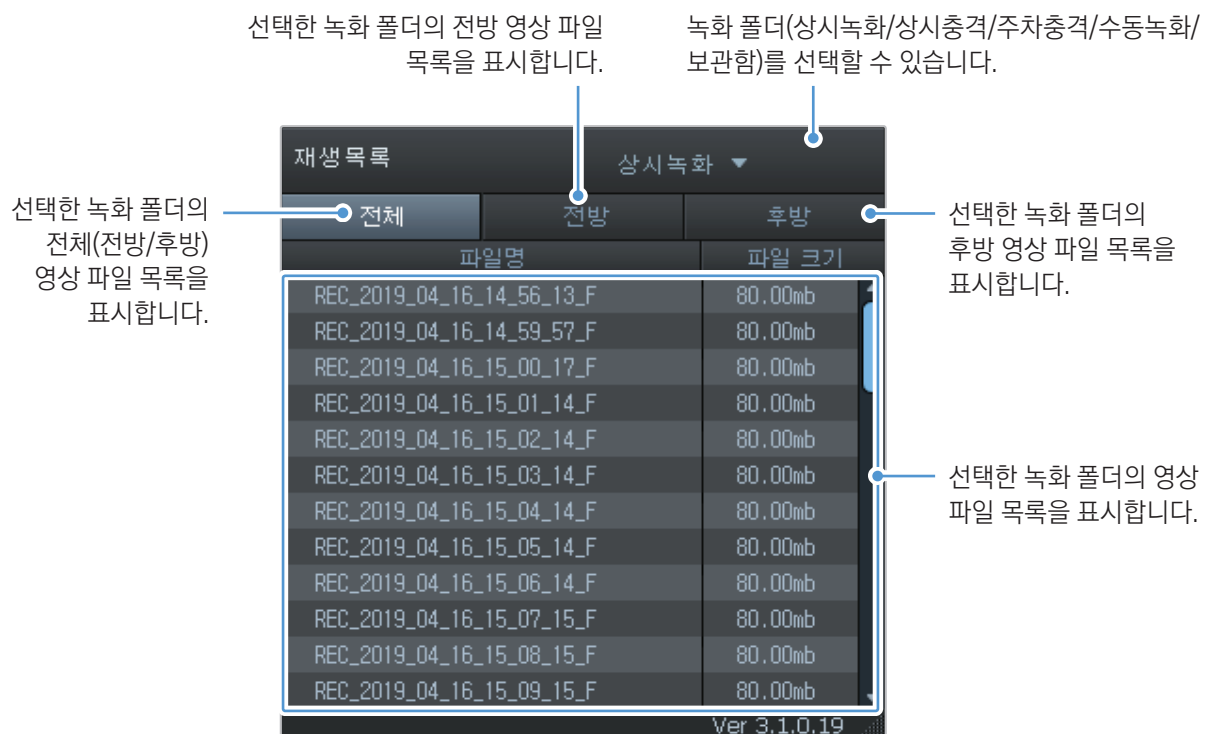 선택한 녹화 폴더의 전방 영상 파일
목록을 표시합니다.
녹화 폴더(상시녹화/상시충격/주차충격/수동녹화/
보관함)를 선택할 수 있습니다.
재생목록 상시녹화 ▼
선택한 녹화 폴더의
전체(전방/후방)
영상 파일 목록을
표시합니다.
전체 전방 후방
선택한 녹화 폴더의
후방 영상 파일 목록을
표시합니다.
파일명 파일 크기
REC_2019_04_16_14_56_13_F 80.00mb
REC_2019_04_16_14_59_57_F 80.00mb
REC_2019_04_16_15_00_17_F 80.00mb
REC_2019_04_16_15_01_14_F 80.00mb
REC_2019_04_16_15_02_14_F 80.00mb
REC_2019_04_16_15_03_14_F 80.00mb
REC_2019_04_16_15_04_14_F 80.00mb
REC_2019_04_16_15_05_14_F 80.00mb
REC_2019_04_16_15_06_14_F 80.00mb
REC_2019_04_16_15_07_15_F 80.00mb
REC_2019_04_16_15_08_15_F 80.00mb
REC_2019_04_16_15_09_15_F 80.00mb
선택한 녹화 폴더의 영상
파일 목록을 표시합니다.
Ver 3.1.0.19